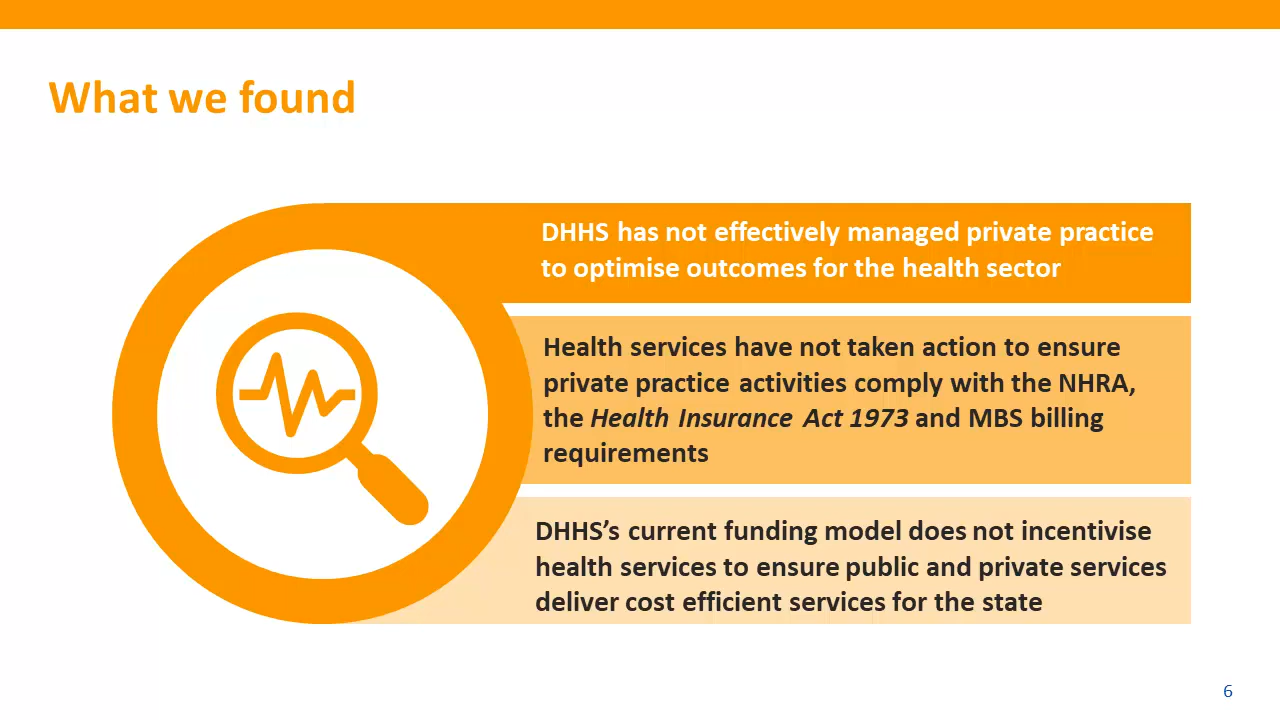 What we found
DHHS has not effectively managed private practice
to optimise outcomes for the health sector
Health services have not taken action to ensure
private practice activities comply with the NHRA,
the Health Insurance Act 1973 and MBS billing
requirements
DHHS’s current funding model does not incentivise
health services to ensure public and private services
deliver cost efficient services for the state
6